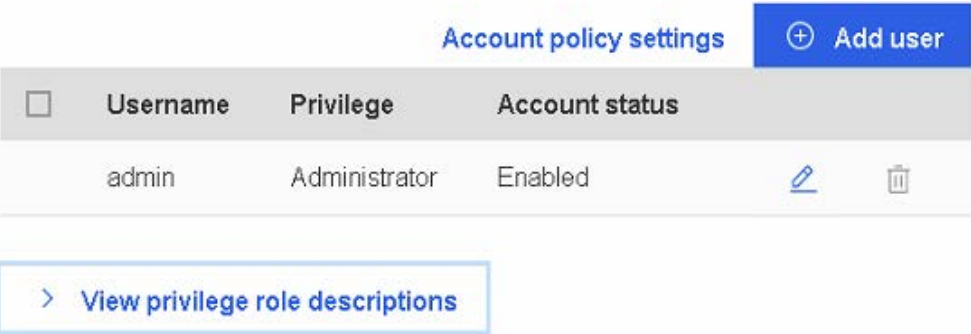 Account policy settings Add user
Username Privilege Account status
admin Administrator Enabled
View privilege role descriptions